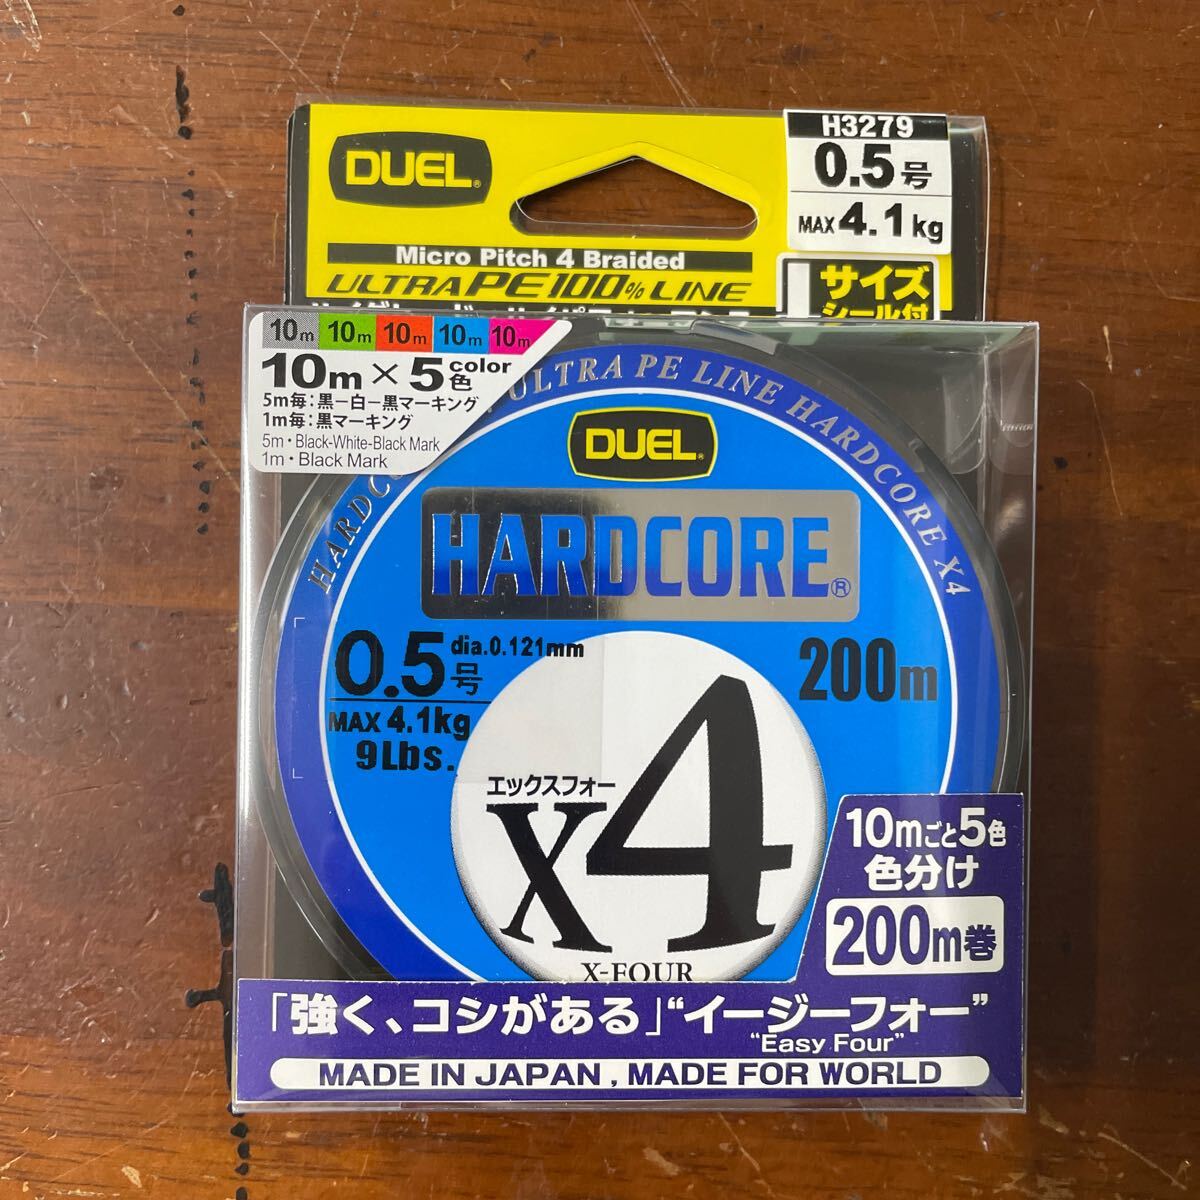 DUEL®
H3279
0.5号
MAX 4.1kg
Micro Pitch 4 Braided
ULTRA PE100% LINE
サイズ
シール付
10m 10m 10m 10m 10m
10m×5color色
5m毎:黒-白-黒マーキング
1m毎:黒マーキング
5m・Black-White-Black Mark
1m・Black Mark
ULTRA PE LINE HARDCORE X4
DUEL®
HARDCORE®
0.5号 dia.0.121mm
MAX 4.1kg
9Lbs.
200m
エックスフォー
X4
X-FOUR
10mごと5色
色分け
200m巻
「強く、コシがある」“イージーフォー”
“Easy Four”
MADE IN JAPAN , MADE FOR WORLD